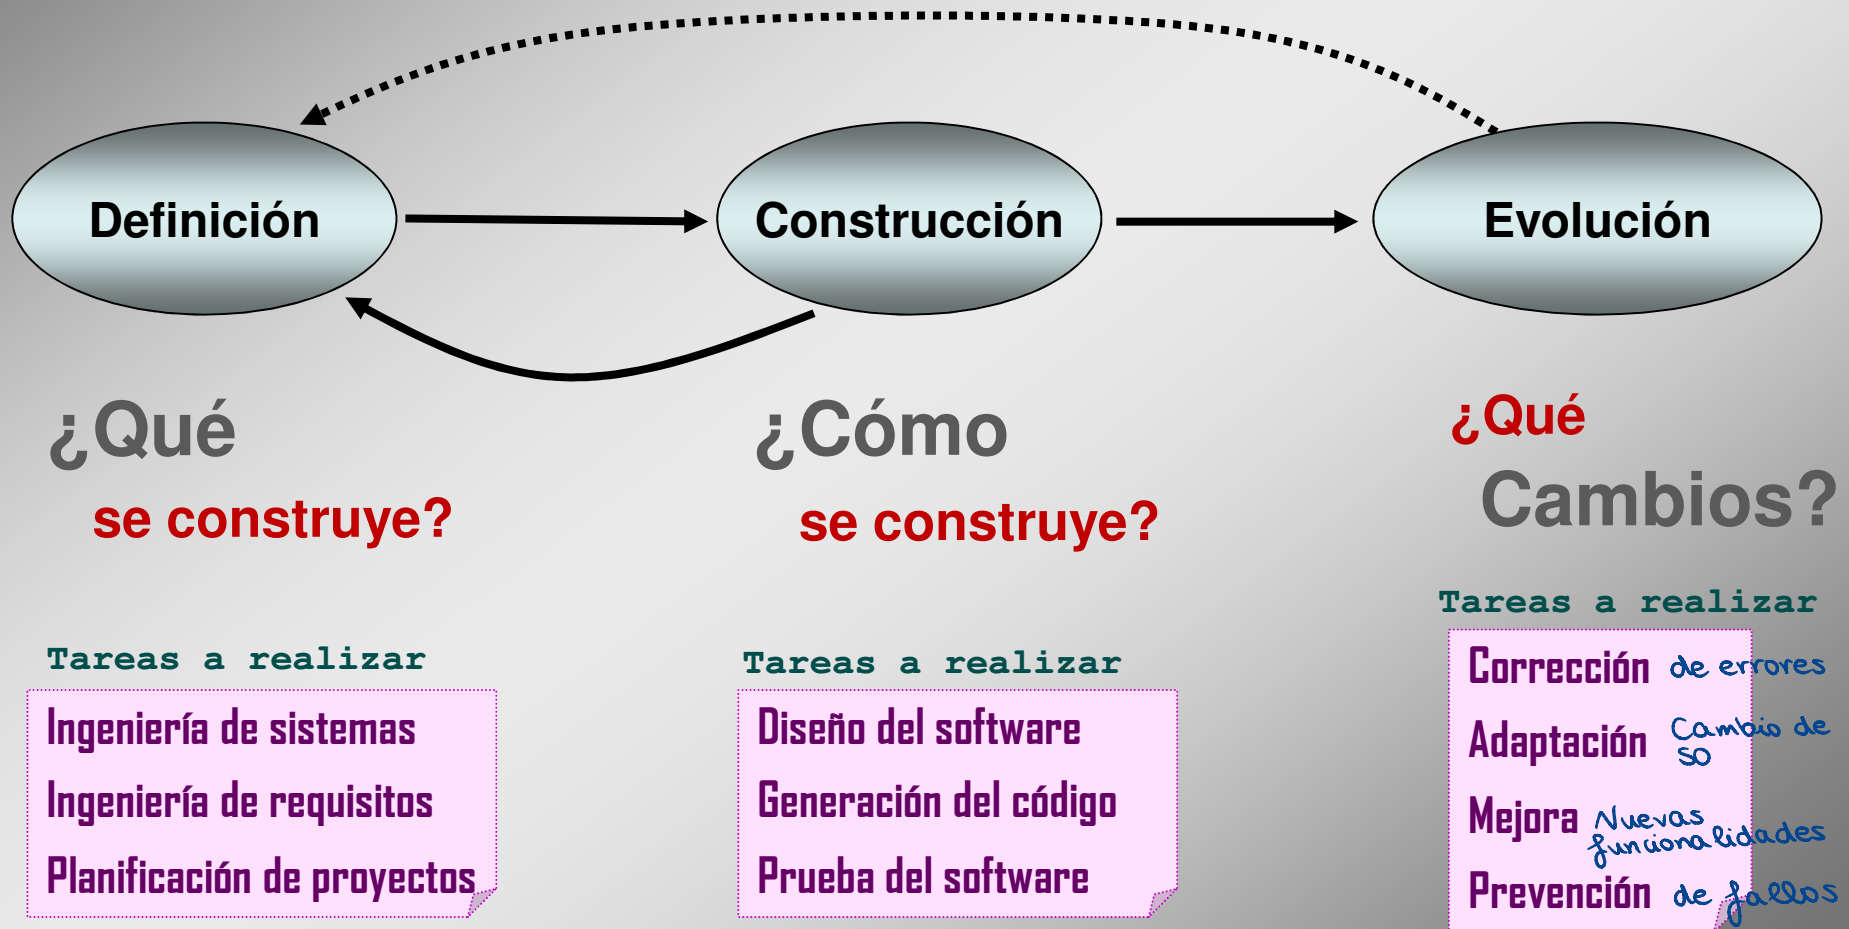 Definición
Construcción
Evolución
¿Qué
se construye?
Tareas a realizar
Ingeniería de sistemas
Ingeniería de requisitos
Planificación de proyectos
¿Cómo
se construye?
Tareas a realizar
Diseño del software
Generación del código
Prueba del software
¿Qué
Cambios?
Tareas a realizar
Corrección de errores
Adaptación Cambio de
SO
Mejora Nuevas
funcionalidades
Prevención de fallos